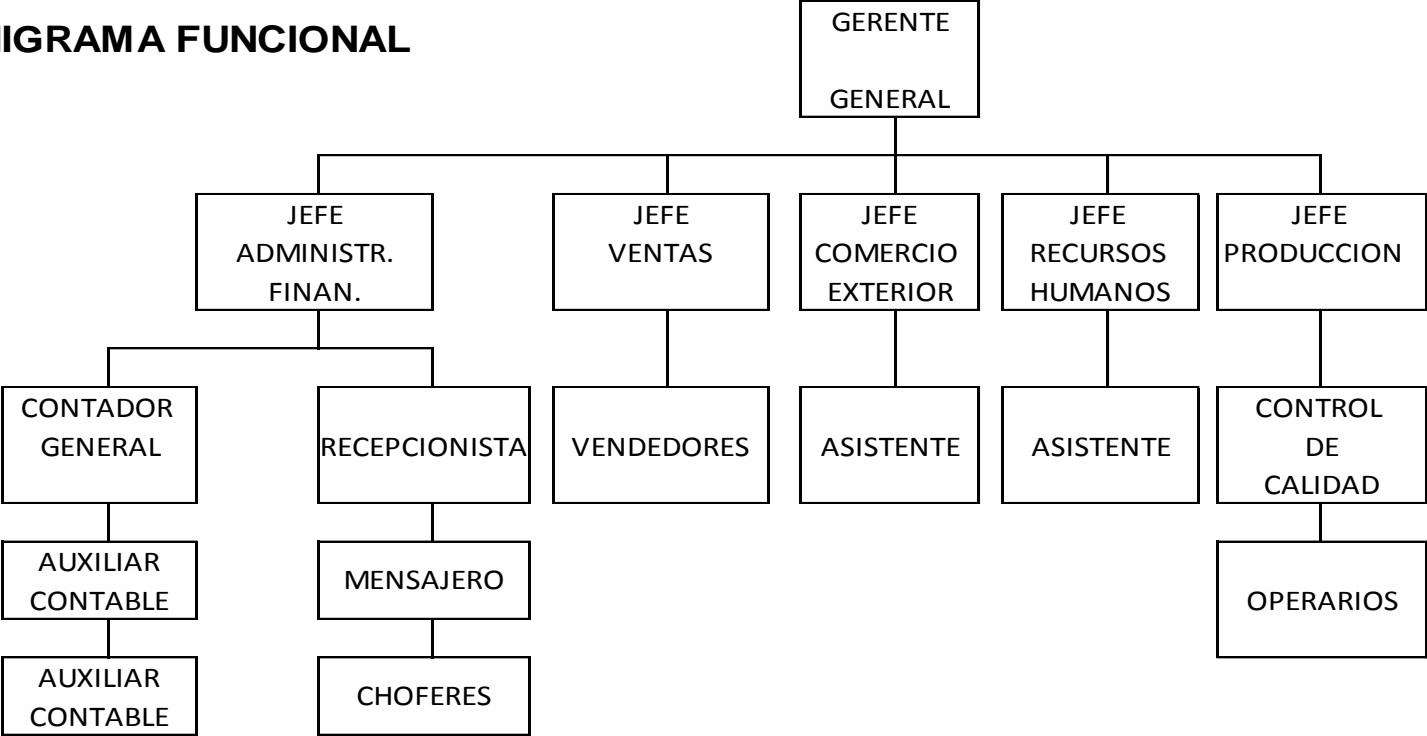 IGRAMA FUNCIONAL
GERENTE
GENERAL
JEFE
ADMINISTR.
FINAN.
JEFE
VENTAS
JEFE
COMERCIO
EXTERIOR
JEFE
RECURSOS
HUMANOS
JEFE
PRODUCCION
CONTADOR
GENERAL
RECEPCIONISTA
VENDEDORES
ASISTENTE
ASISTENTE
CONTROL
DE
CALIDAD
AUXILIAR
CONTABLE
MENSAJERO
OPERARIOS
AUXILIAR
CONTABLE
CHOFERES